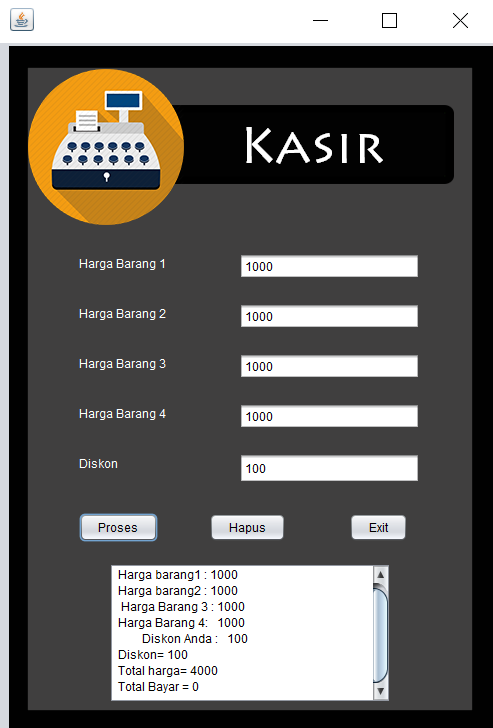 Kasir
Harga Barang 1
1000
Harga Barang 2
1000
Harga Barang 3
1000
Harga Barang 4
1000
Diskon
100
Proses Hapus Exit
Harga barang1 : 1000
Harga barang2 : 1000
Harga Barang 3 : 1000
Harga Barang 4: 1000
Diskon Anda : 100
Diskon= 100
Total harga= 4000
Total Bayar = 0